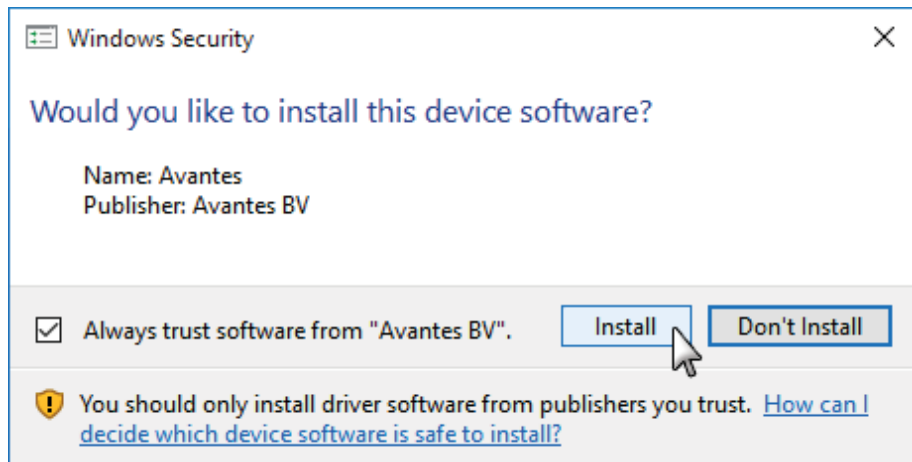 Windows Security
Would you like to install this device software?
Name: Avantes
Publisher: Avantes BV
Always trust software from "Avantes BV".
Install
Don't Install
You should only install driver software from publishers you trust. How can I
decide which device software is safe to install?